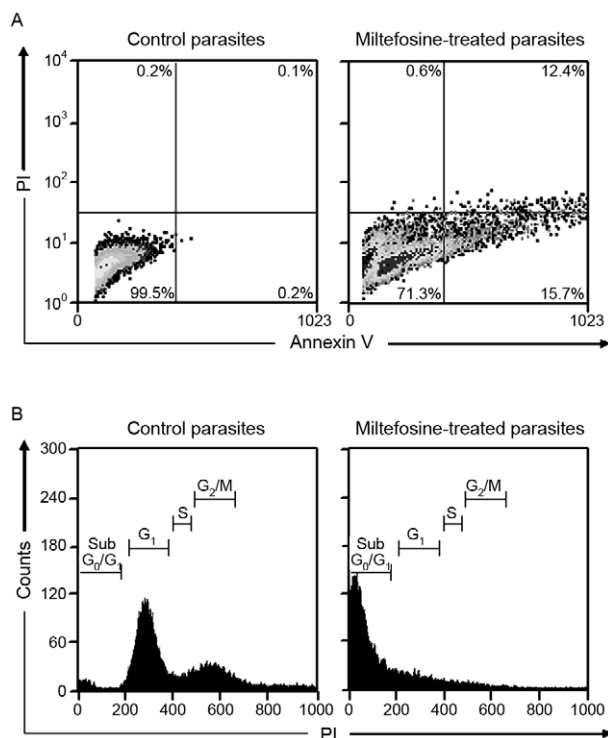 A
Control parasites Miltefosine-treated parasites
10⁴ 0.2% 0.1% 0.6% 12.4%
PI
10²
10¹
10⁰ 99.5% 0.2% 71.3% 15.7%
0 1023 0 1023
Annexin V
B
Control parasites Miltefosine-treated parasites
300
240 G₂/M G₂/M
S S
180
G₁ G₁
Counts
Sub Sub
G₀/G₁ G₀/G₁
120
60
0
0 200 400 600 800 1000 0 200 400 600 800 1000
PI